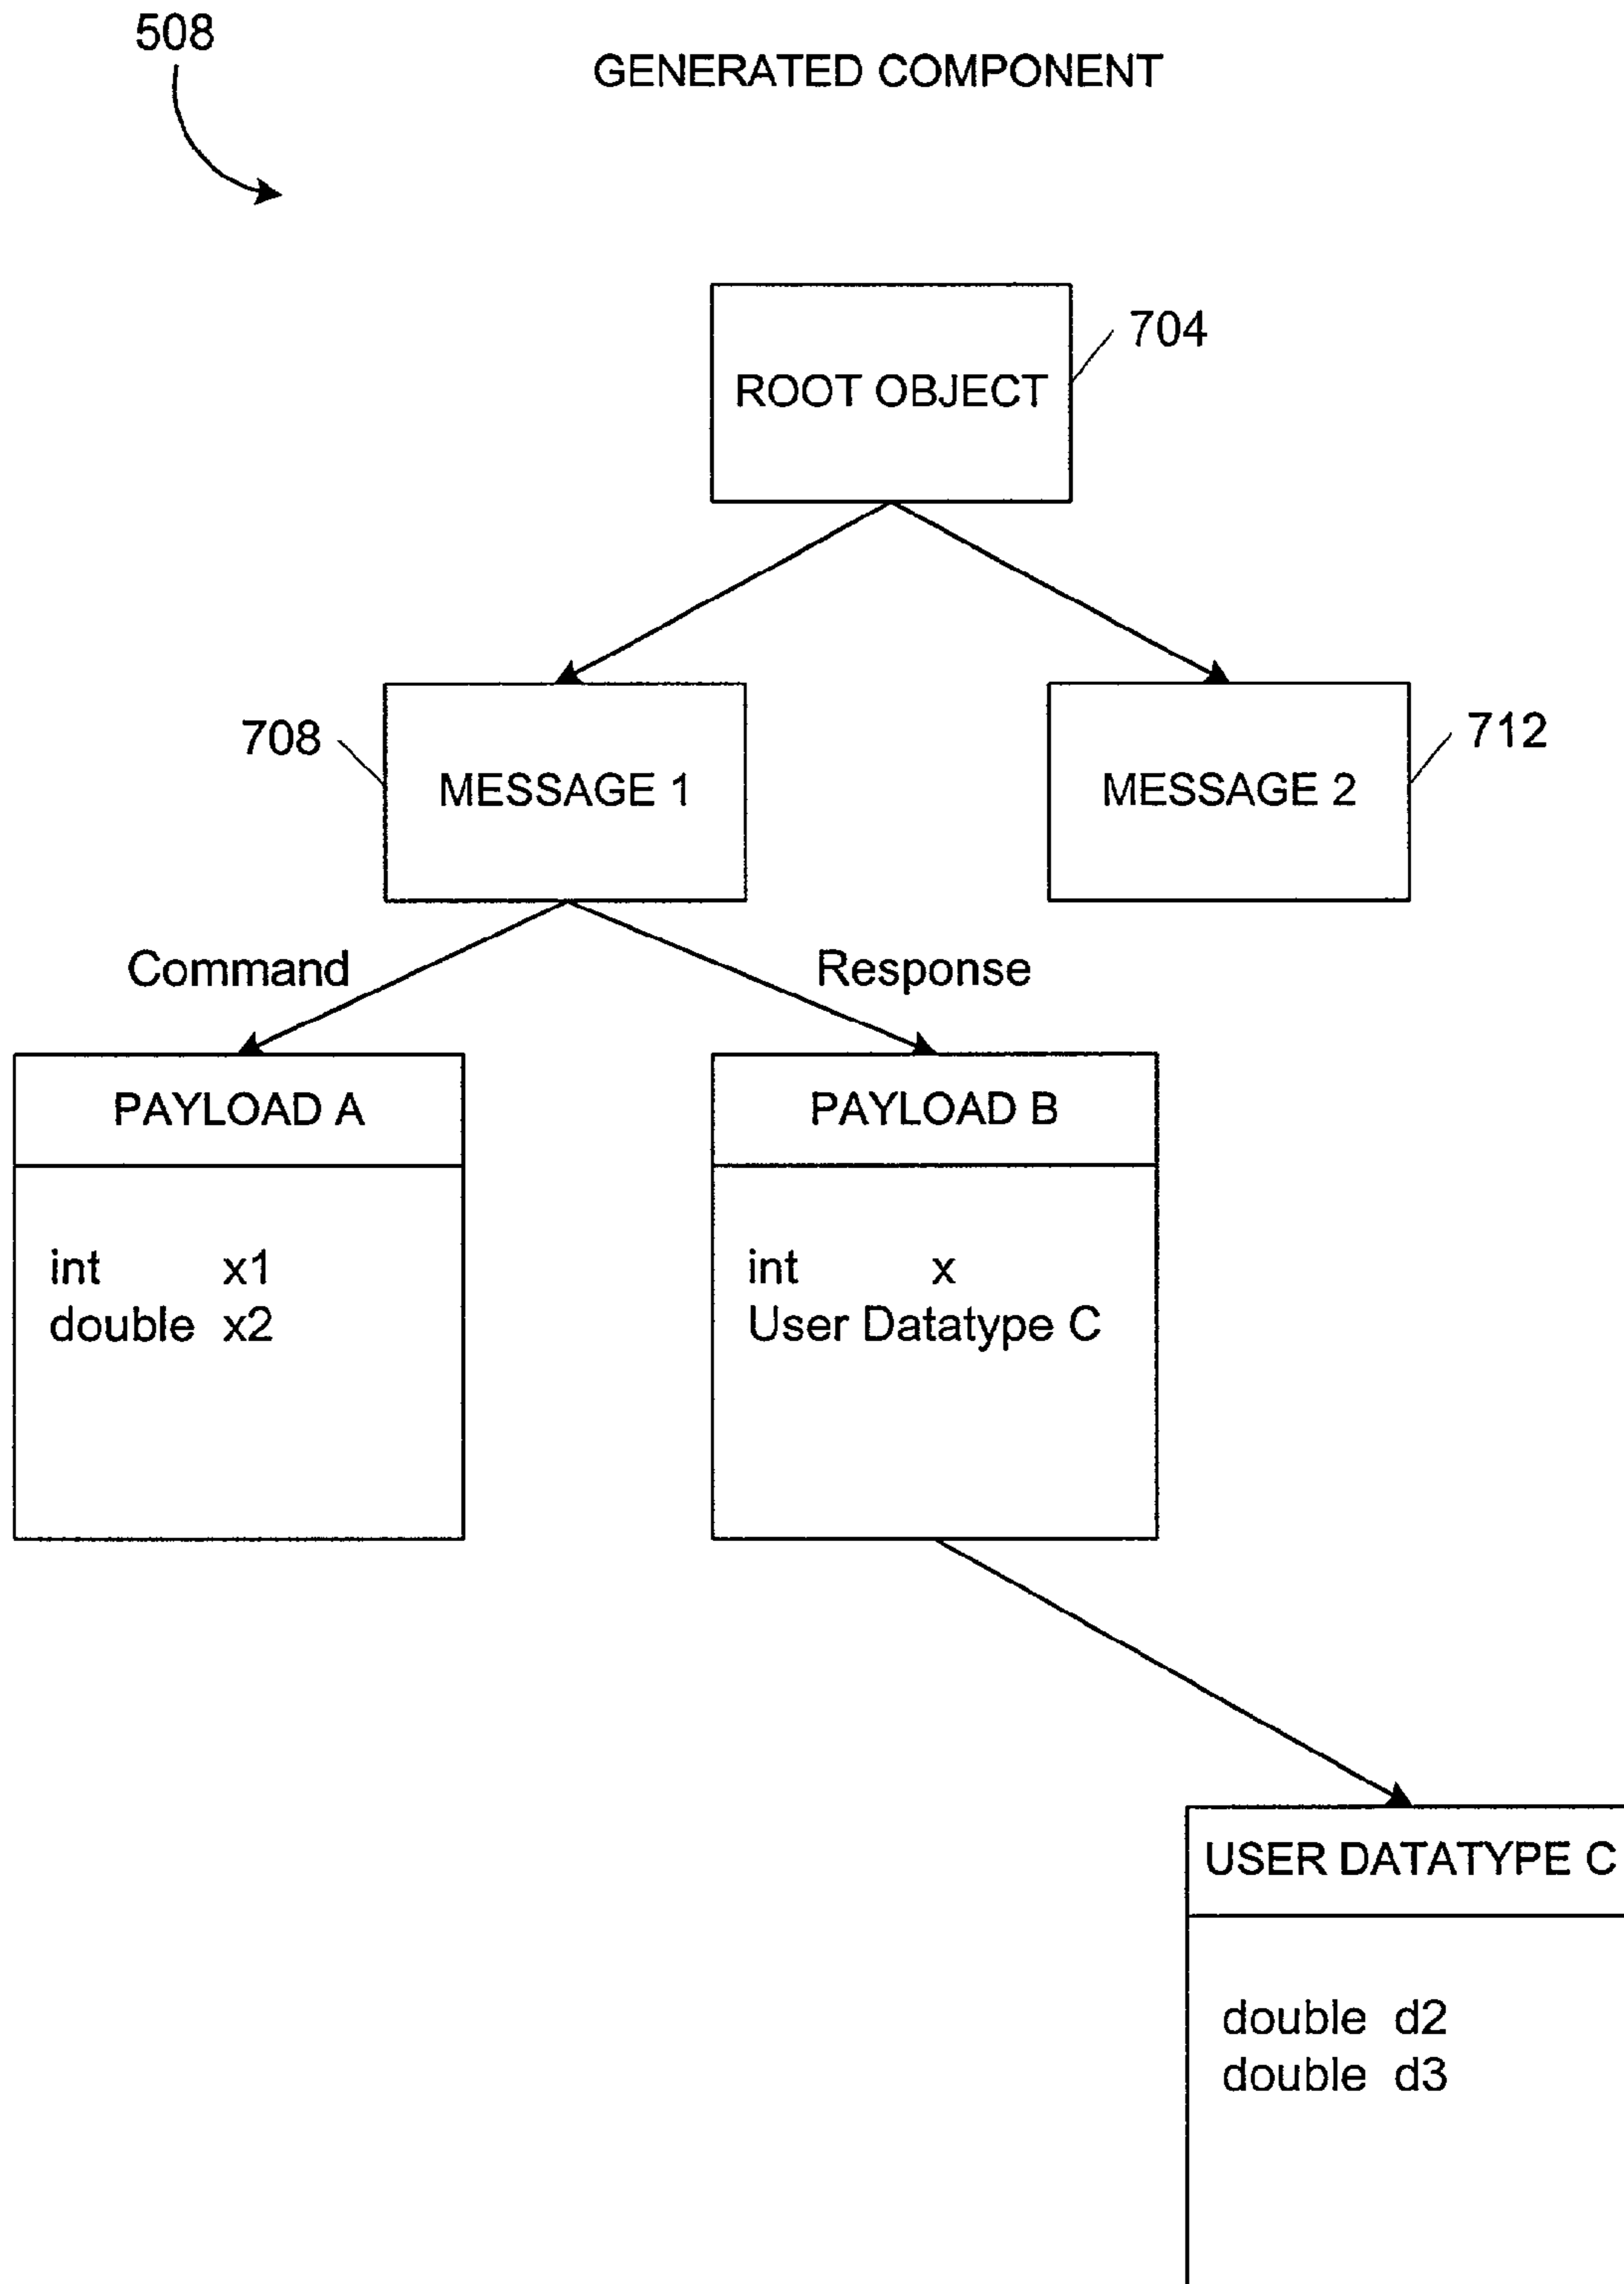 508
GENERATED COMPONENT
704
ROOT OBJECT
708
712
MESSAGE 1
MESSAGE 2
Command
Response
PAYLOAD A
PAYLOAD B
int x1
double x2
int x
User Datatype C
USER DATATYPE C
double d2
double d3